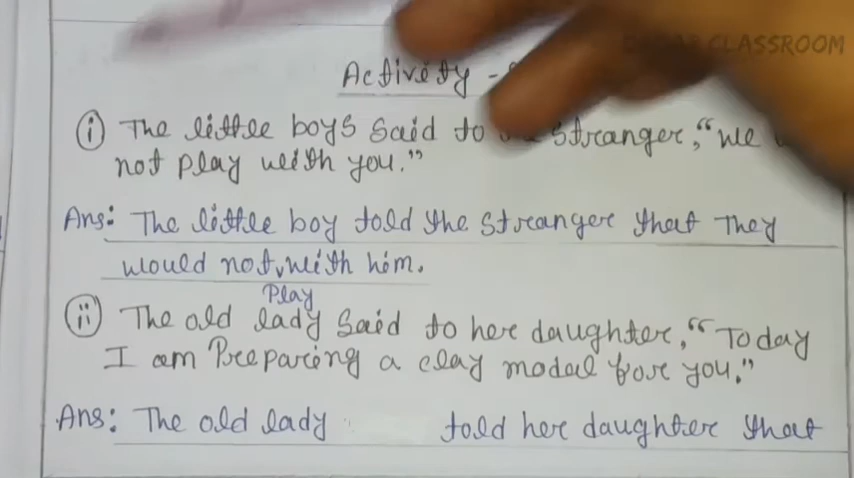 CLASSROOM
Activity -
(i) The little boys said to stranger, "we
not play with you."
Ans: The little boy told the stranger that They
would not, with him.
Play
(ii) The old lady said to her daughter, "Today
I am Preparing a clay modal for you."
Ans: The old lady told her daughter that